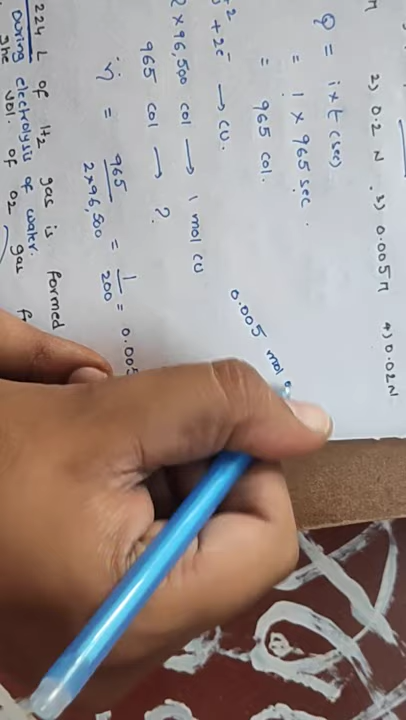 M 2) 0.2 N 3) 0.005M 4) 0.02N
Q = i x t (sec)
= 1 x 965 sec.
= 965 col.
+2 + 2e⁻ → Cu.
2 x 96,500 col → 1 mol Cu
965 col → ?
n = 965 / 2 x 96,500 = 1 / 200 = 0.005
0.005 mol
224 L of H2 gas is formed
During electrolysis of water.
The vol. of O2 gas